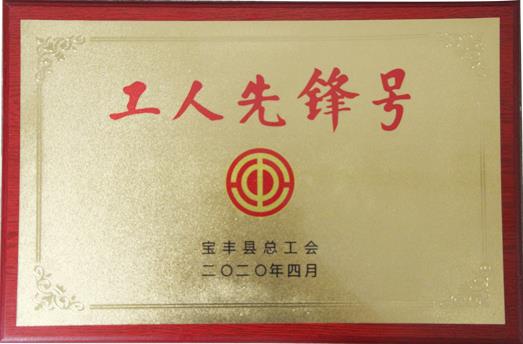 工人先锋号
宝丰县总工会
二〇二〇年四月